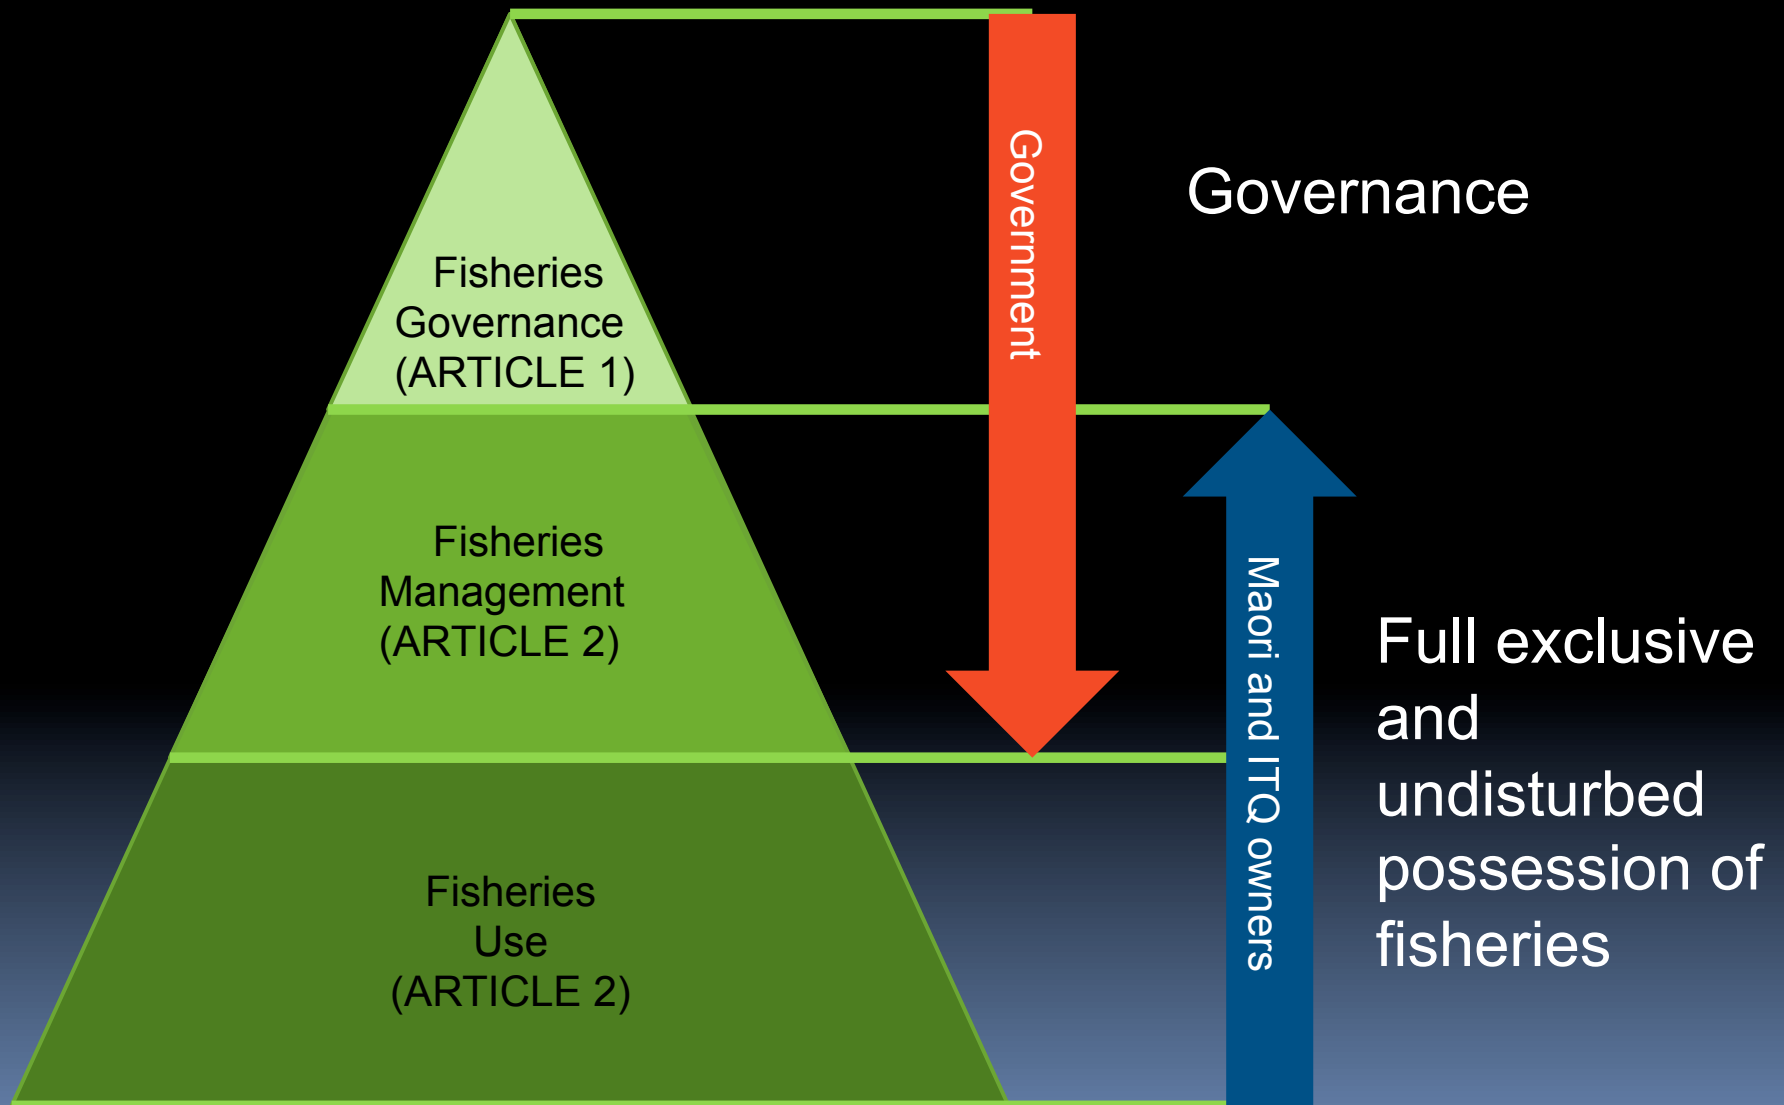 Fisheries
Governance
(ARTICLE 1)
Fisheries
Management
(ARTICLE 2)
Fisheries
Use
(ARTICLE 2)
Government
Maori and ITQ owners
Governance
Full exclusive
and
undisturbed
possession of
fisheries